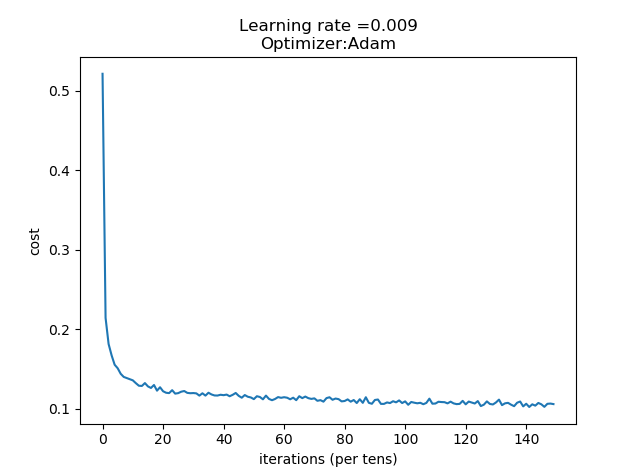 Learning rate =0.009
Optimizer:Adam
0.5
0.4
0.3
0.2
0.1
cost
0 20 40 60 80 100 120 140
iterations (per tens)